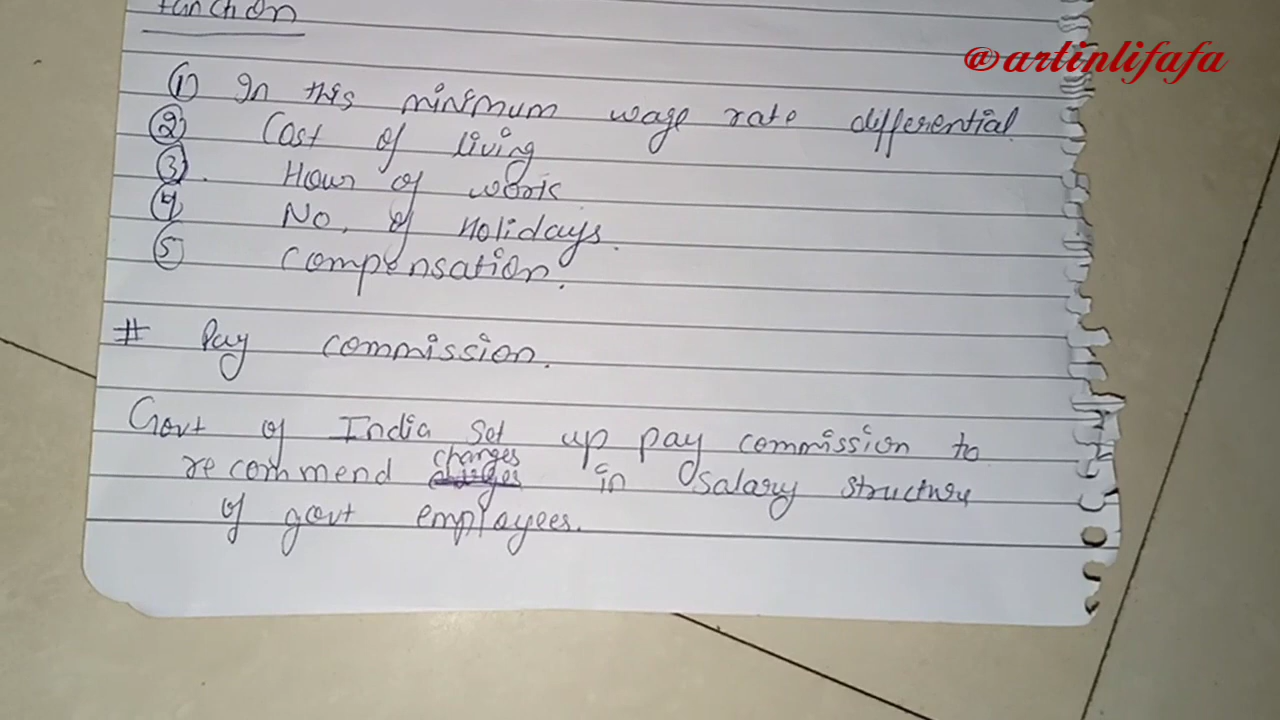 function
@artinlifafa
(1) In this minimum wage rate differential
(2) Cost of living
(3). Hour of work
(4) No. of Holidays.
(5) Compensation.
# Pay commission.
Govt of India set up pay commission to
changes
recommend in salary structure
of govt employees.